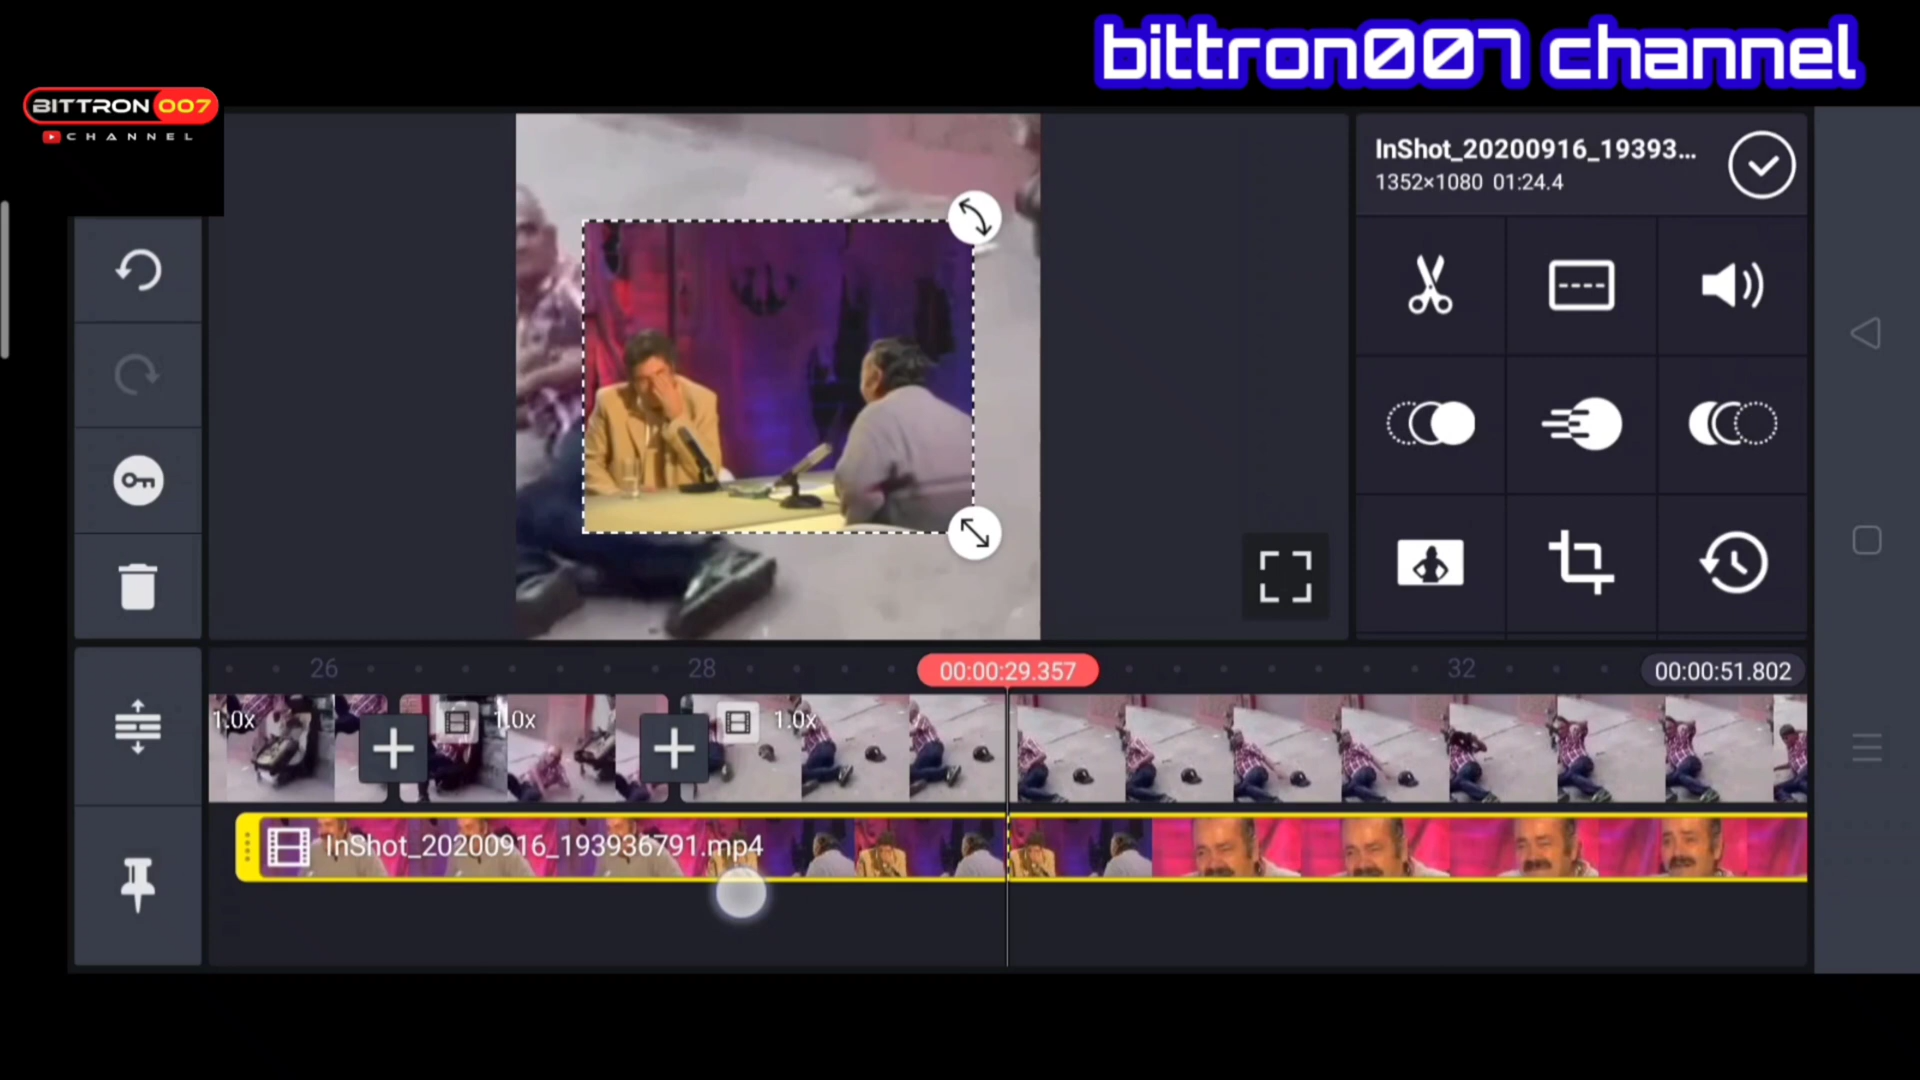 bittron007 channel
BITTRON 007
CHANNEL
InShot_20200916_19393...
1352×1080 01:24.4
26
28
00:00:29.357
32
00:00:51.802
1.0x
1.0x
1.0x
InShot_20200916_193936791.mp4